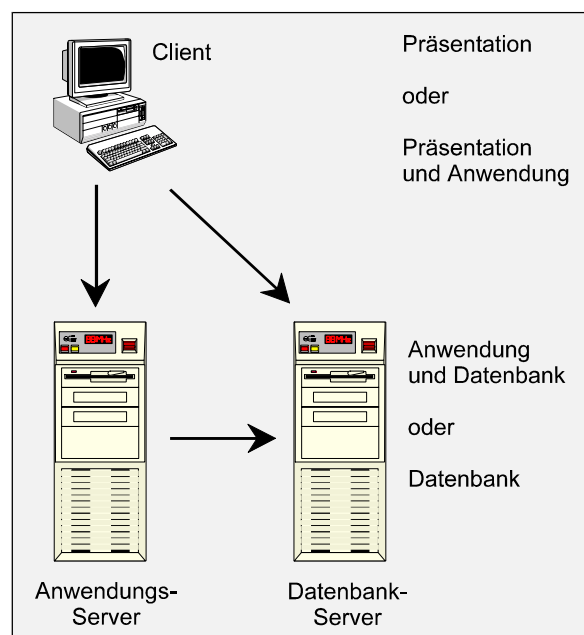 Client
Präsentation
oder
Präsentation
und Anwendung
Anwendung
und Datenbank
oder
Datenbank
Anwendungs-
Server
Datenbank-
Server